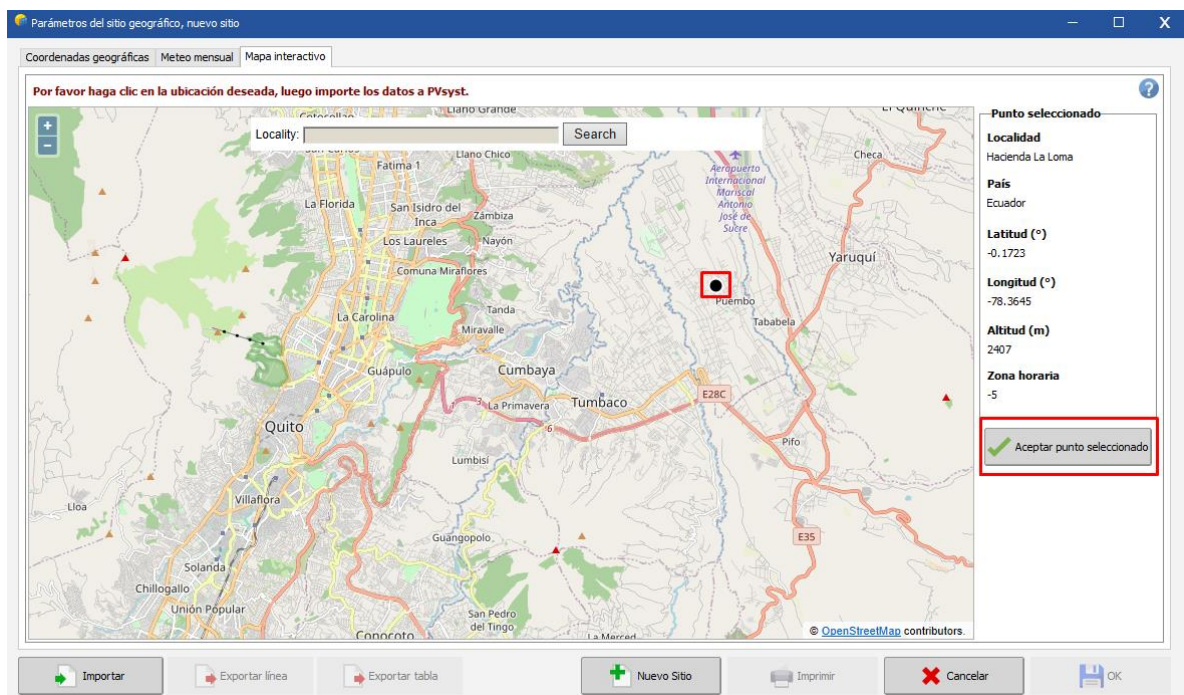 Parámetros del sitio geográfico, nuevo sitio
Coordenadas geográficas Meteo mensual Mapa interactivo
Por favor haga clic en la ubicación deseada, luego importe los datos a PVsyst.
Llano Grande
Locality: Search
Llano Chico
Fatima 1
Checa
Aeropuerto
Internacional
Mariscal
Antonio
José de
Sucre
La Florida
San Isidro del
Inca
Zámbiza
Los Laureles
Nayón
Yaruquí
Comuna Miraflores
Puembo
Tababela
La Carolina
Tanda
Miravalle
Guápulo
Cumbaya
E28C
La Primavera
Tumbaco
3
6
Quito
Pifo
Lumbisí
Villaflora
Lloa
Guangopolo
E35
Solanda
Chillogallo
Unión Popular
San Pedro
del Tingo
Conocoto
La Merced
© OpenStreetMap contributors.
Punto seleccionado
Localidad
Hacienda La Loma
País
Ecuador
Latitud (°)
-0.1723
Longitud (°)
-78.3645
Altitud (m)
2407
Zona horaria
-5
Aceptar punto seleccionado
Importar Exportar línea Exportar tabla Nuevo Sitio Imprimir Cancelar OK